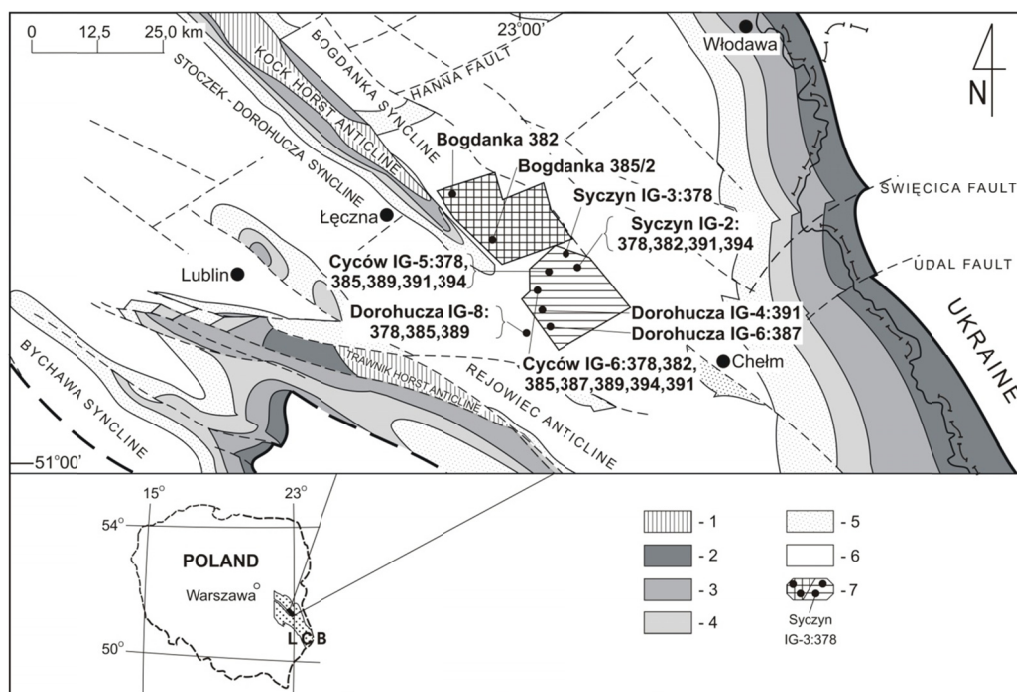 0 12,5 25,0 km
23°00'
Włodawa
N
BOGDANKA SYNCLINE
HANNA FAULT
KOCK HORST ANTICLINE
STOCZEK - DOROHUCZA SYNCLINE
Bogdanka 382
Bogdanka 385/2
Syczyn IG-3:378
ŚWIĘCICA FAULT
Łęczna
Syczyn IG-2:
378,382,391,394
Cyców IG-5:378,
385,389,391,394
Lublin
UDAL FAULT
Dorohucza IG-8:
378,385,389
Dorohucza IG-4:391
Dorohucza IG-6:387
UKRAINE
Cyców IG-6:378,382,
385,387,389,394,391
Chełm
TRAWNIK HORST ANTICLINE
REJOWIEC ANTICLINE
BYCHAWA SYNCLINE
51°00'
15° 23°
54°
POLAND
Warszawa
L C B
50°
- 1
- 2
- 3
- 4
- 5
- 6
- 7
Syczyn
IG-3:378